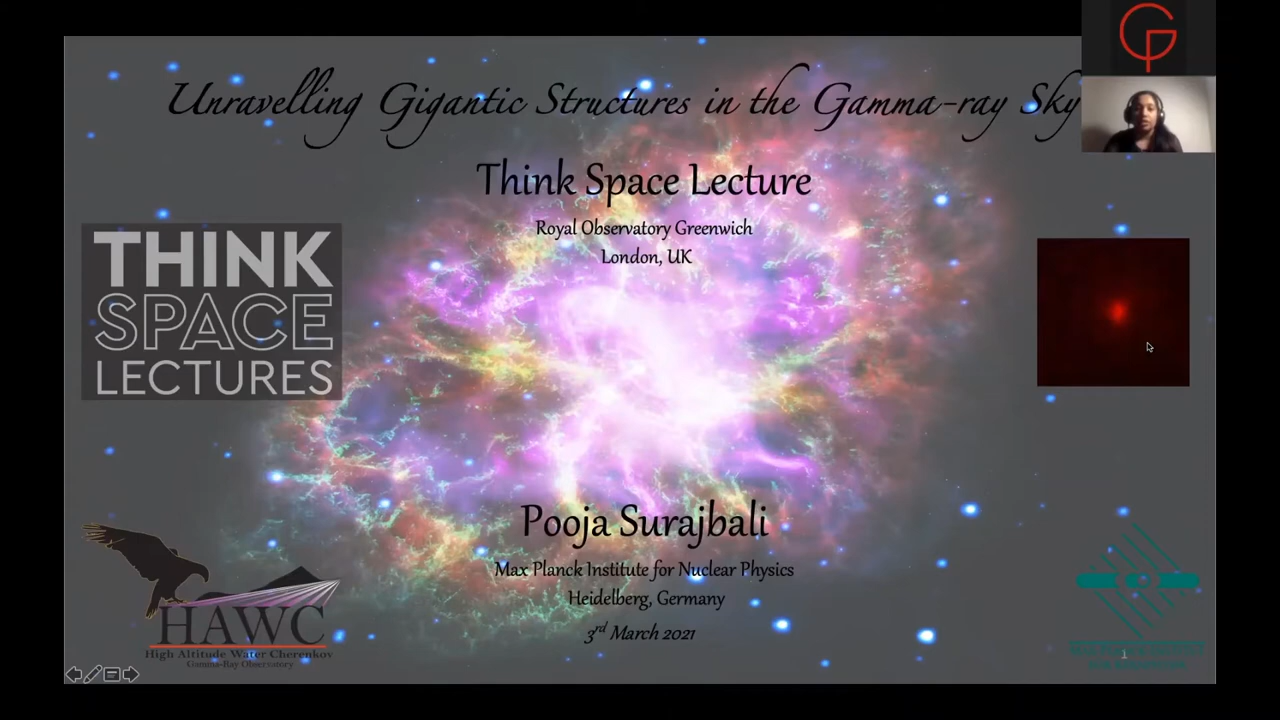 Unravelling Gigantic Structures in the Gamma-ray Sky
Think Space Lecture
Royal Observatory Greenwich
London, UK
THINK
SPACE
LECTURES
Pooja Surajbali
Max Planck Institute for Nuclear Physics
Heidelberg, Germany
3rd March 2021
HAWC
High Altitude Water Cherenkov
Gamma-Ray Observatory
1